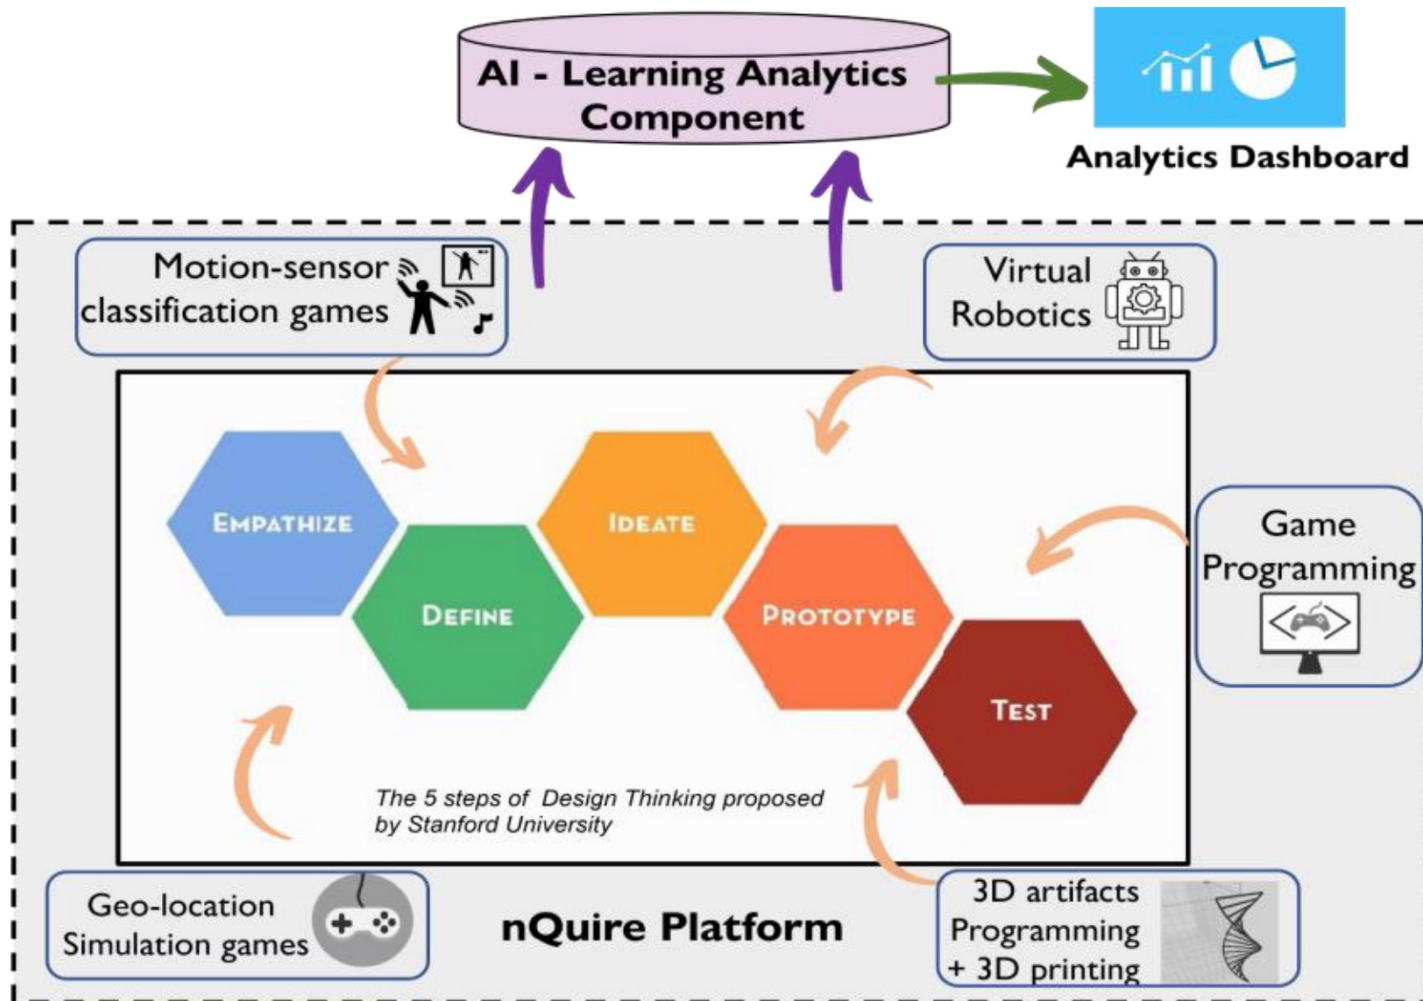 AI - Learning Analytics
Component
Analytics Dashboard
Motion-sensor
classification games
Virtual
Robotics
EMPATHIZE
IDEATE
Game
Programming
DEFINE
PROTOTYPE
TEST
The 5 steps of Design Thinking proposed
by Stanford University
Geo-location
Simulation games
nQuire Platform
3D artifacts
Programming
+ 3D printing